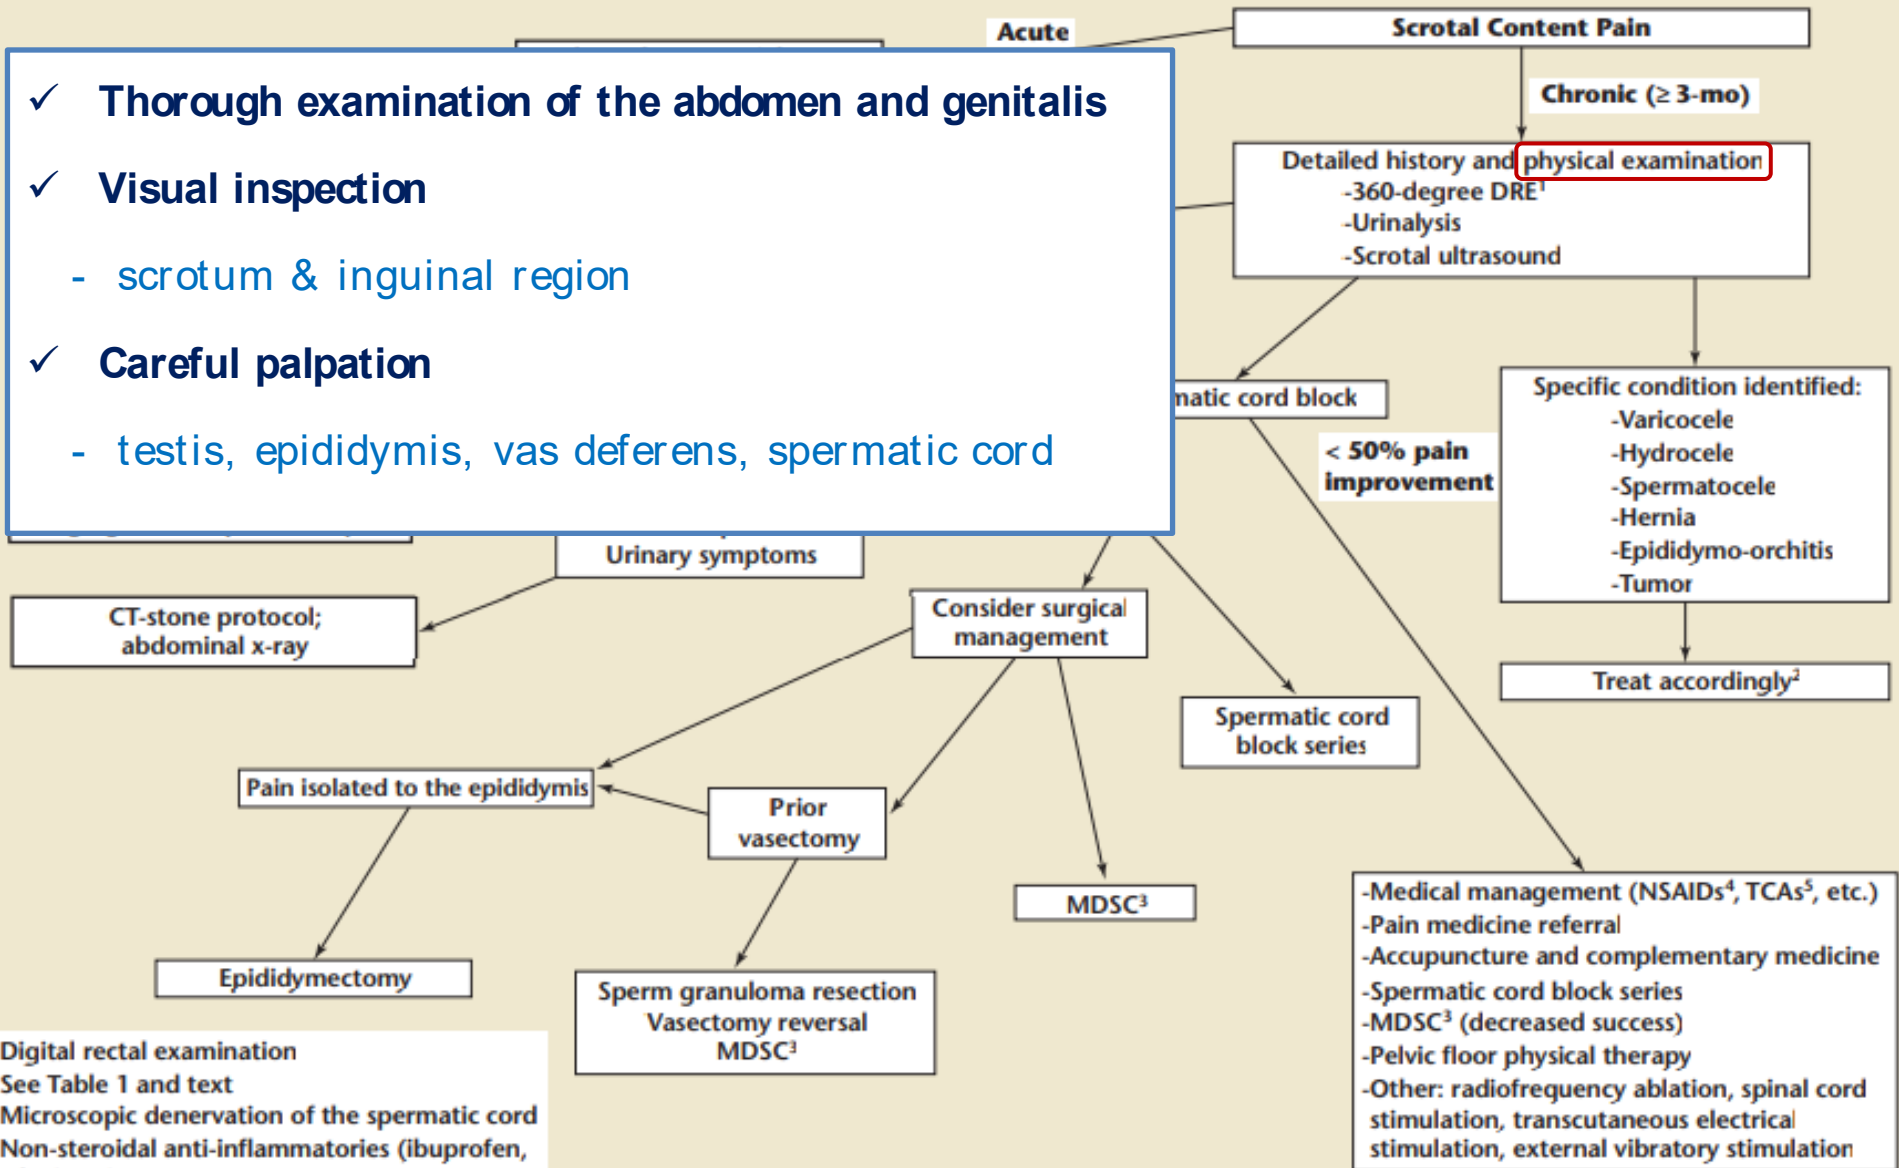 Acute
Scrotal Content Pain
✓ Thorough examination of the abdomen and genitalis
✓ Visual inspection
- scrotum & inguinal region
✓ Careful palpation
- testis, epididymis, vas deferens, spermatic cord
Chronic (≥ 3-mo)
Detailed history and physical examination
-360-degree DRE¹
-Urinalysis
-Scrotal ultrasound
matic cord block
< 50% pain
improvement
Specific condition identified:
-Varicocele
-Hydrocele
-Spermatocele
-Hernia
-Epididymo-orchitis
-Tumor
Treat accordingly²
Urinary symptoms
CT-stone protocol;
abdominal x-ray
Consider surgical
management
Spermatic cord
block series
Pain isolated to the epididymis
Prior
vasectomy
MDSC³
Epididymectomy
Sperm granuloma resection
Vasectomy reversal
MDSC³
-Medical management (NSAIDs⁴, TCAs⁵, etc.)
-Pain medicine referral
-Accupuncture and complementary medicine
-Spermatic cord block series
-MDSC³ (decreased success)
-Pelvic floor physical therapy
-Other: radiofrequency ablation, spinal cord
stimulation, transcutaneous electrical
stimulation, external vibratory stimulation
Digital rectal examination
See Table 1 and text
Microscopic denervation of the spermatic cord
Non-steroidal anti-inflammatories (ibuprofen,